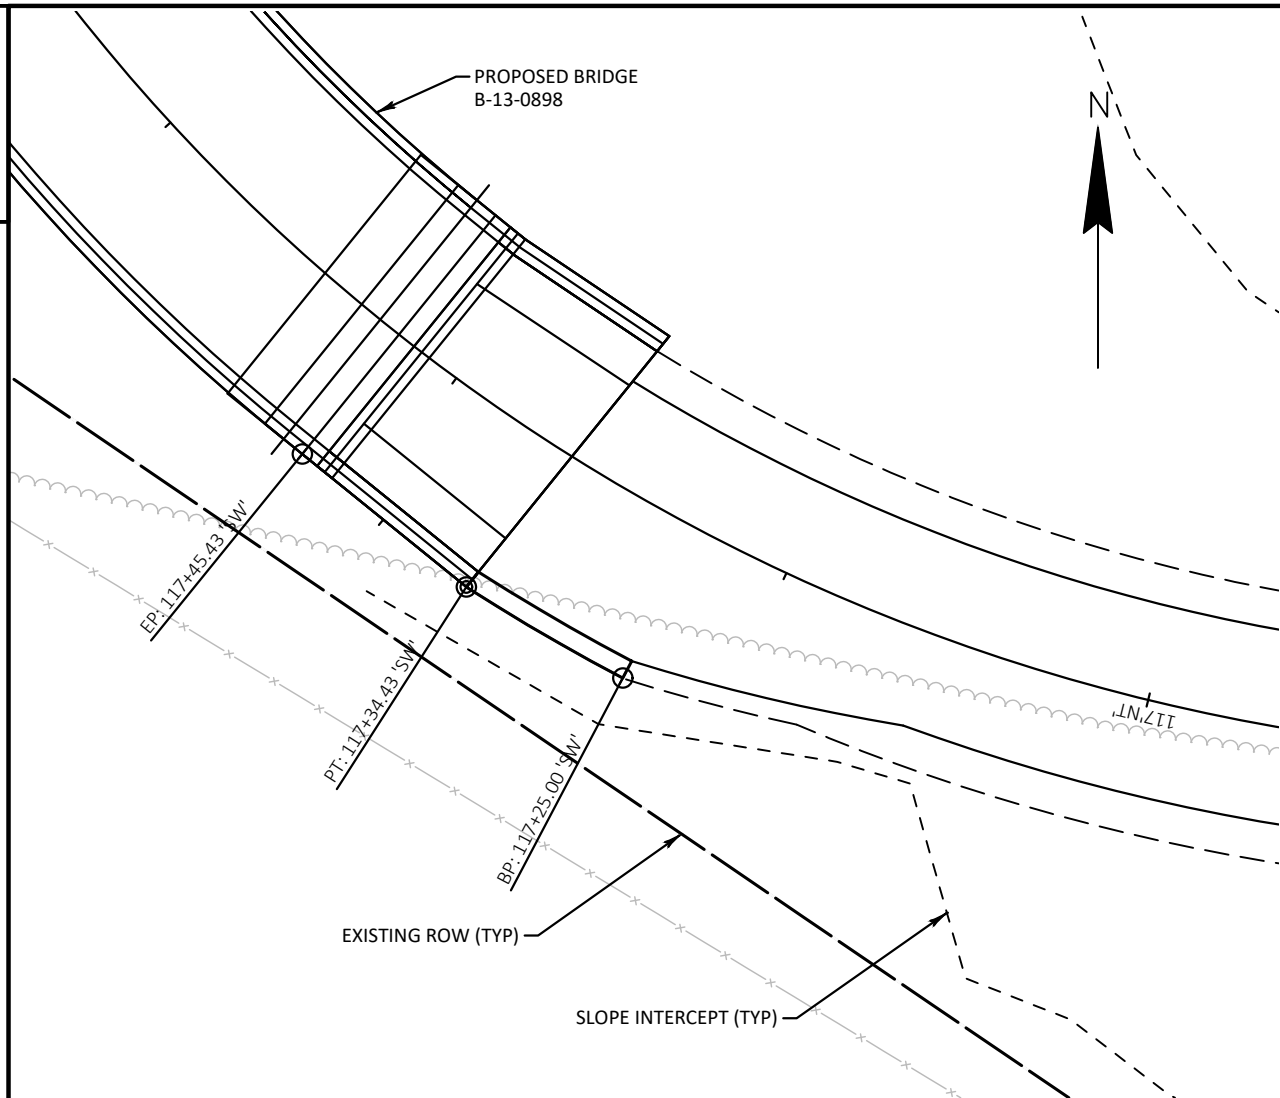 PROPOSED BRIDGE
B-13-0898
N
EP: 117+45.43 'SW'
PT: 117+34.43 'SW'
BP: 117+25.00 'SW'
117'NT'
EXISTING ROW (TYP)
SLOPE INTERCEPT (TYP)